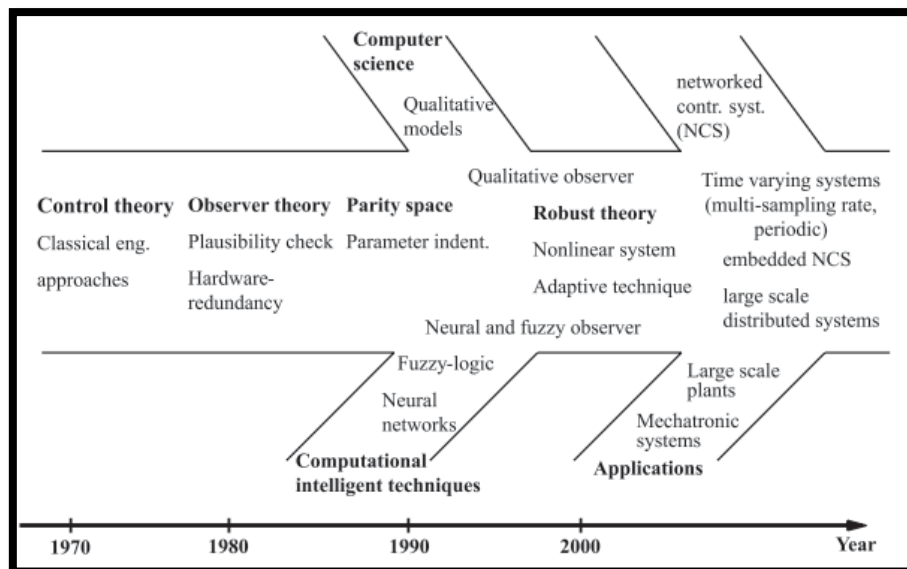 Computer
science
Qualitative
models
networked
contr. syst.
(NCS)
Qualitative observer
Time varying systems
(multi-sampling rate,
periodic)
embedded NCS
large scale
distributed systems
Control theory
Classical eng.
approaches
Observer theory
Plausibility check
Hardware-
redundancy
Parity space
Parameter indent.
Robust theory
Nonlinear system
Adaptive technique
Neural and fuzzy observer
Fuzzy-logic
Neural
networks
Computational
intelligent techniques
Large scale
plants
Mechatronic
systems
Applications
1970
1980
1990
2000
Year